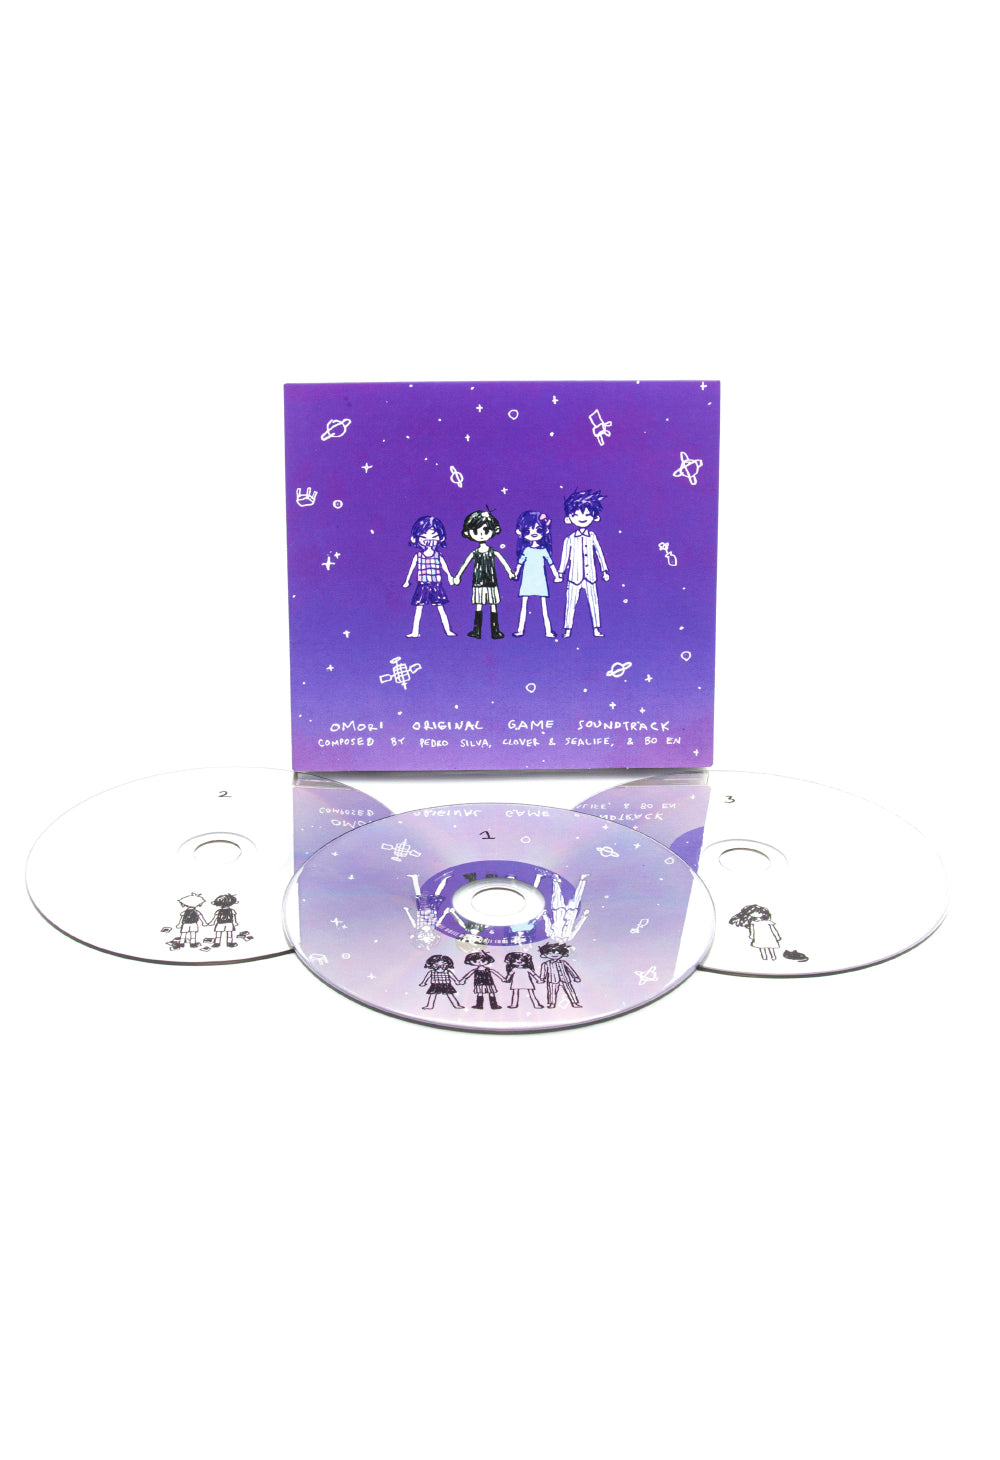 OMORI ORIGINAL GAME SOUNDTRACK
COMPOSED BY PEDRO SILVA, CLOVER & SEALIFE, & BO EN
2
1
3